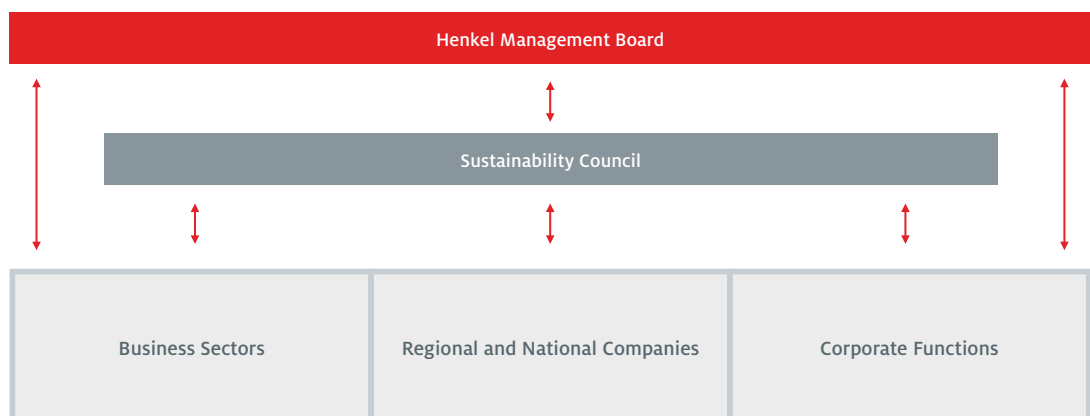 Henkel Management Board
Sustainability Council
Business Sectors
Regional and National Companies
Corporate Functions